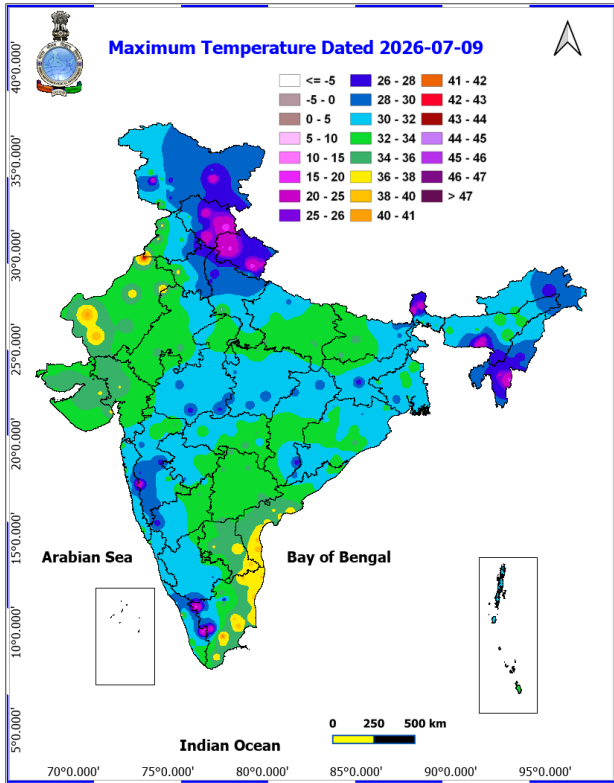 Maximum Temperature Dated 2026-07-09
<= -5
-5 - 0
0 - 5
5 - 10
10 - 15
15 - 20
20 - 25
25 - 26
26 - 28
28 - 30
30 - 32
32 - 34
34 - 36
36 - 38
38 - 40
40 - 41
41 - 42
42 - 43
43 - 44
44 - 45
45 - 46
46 - 47
> 47
40°0.000'
35°0.000'
30°0.000'
25°0.000'
20°0.000'
15°0.000'
10°0.000'
5°0.000'
Arabian Sea
Bay of Bengal
Indian Ocean
0 250 500 km
70°0.000' 75°0.000' 80°0.000' 85°0.000' 90°0.000' 95°0.000'